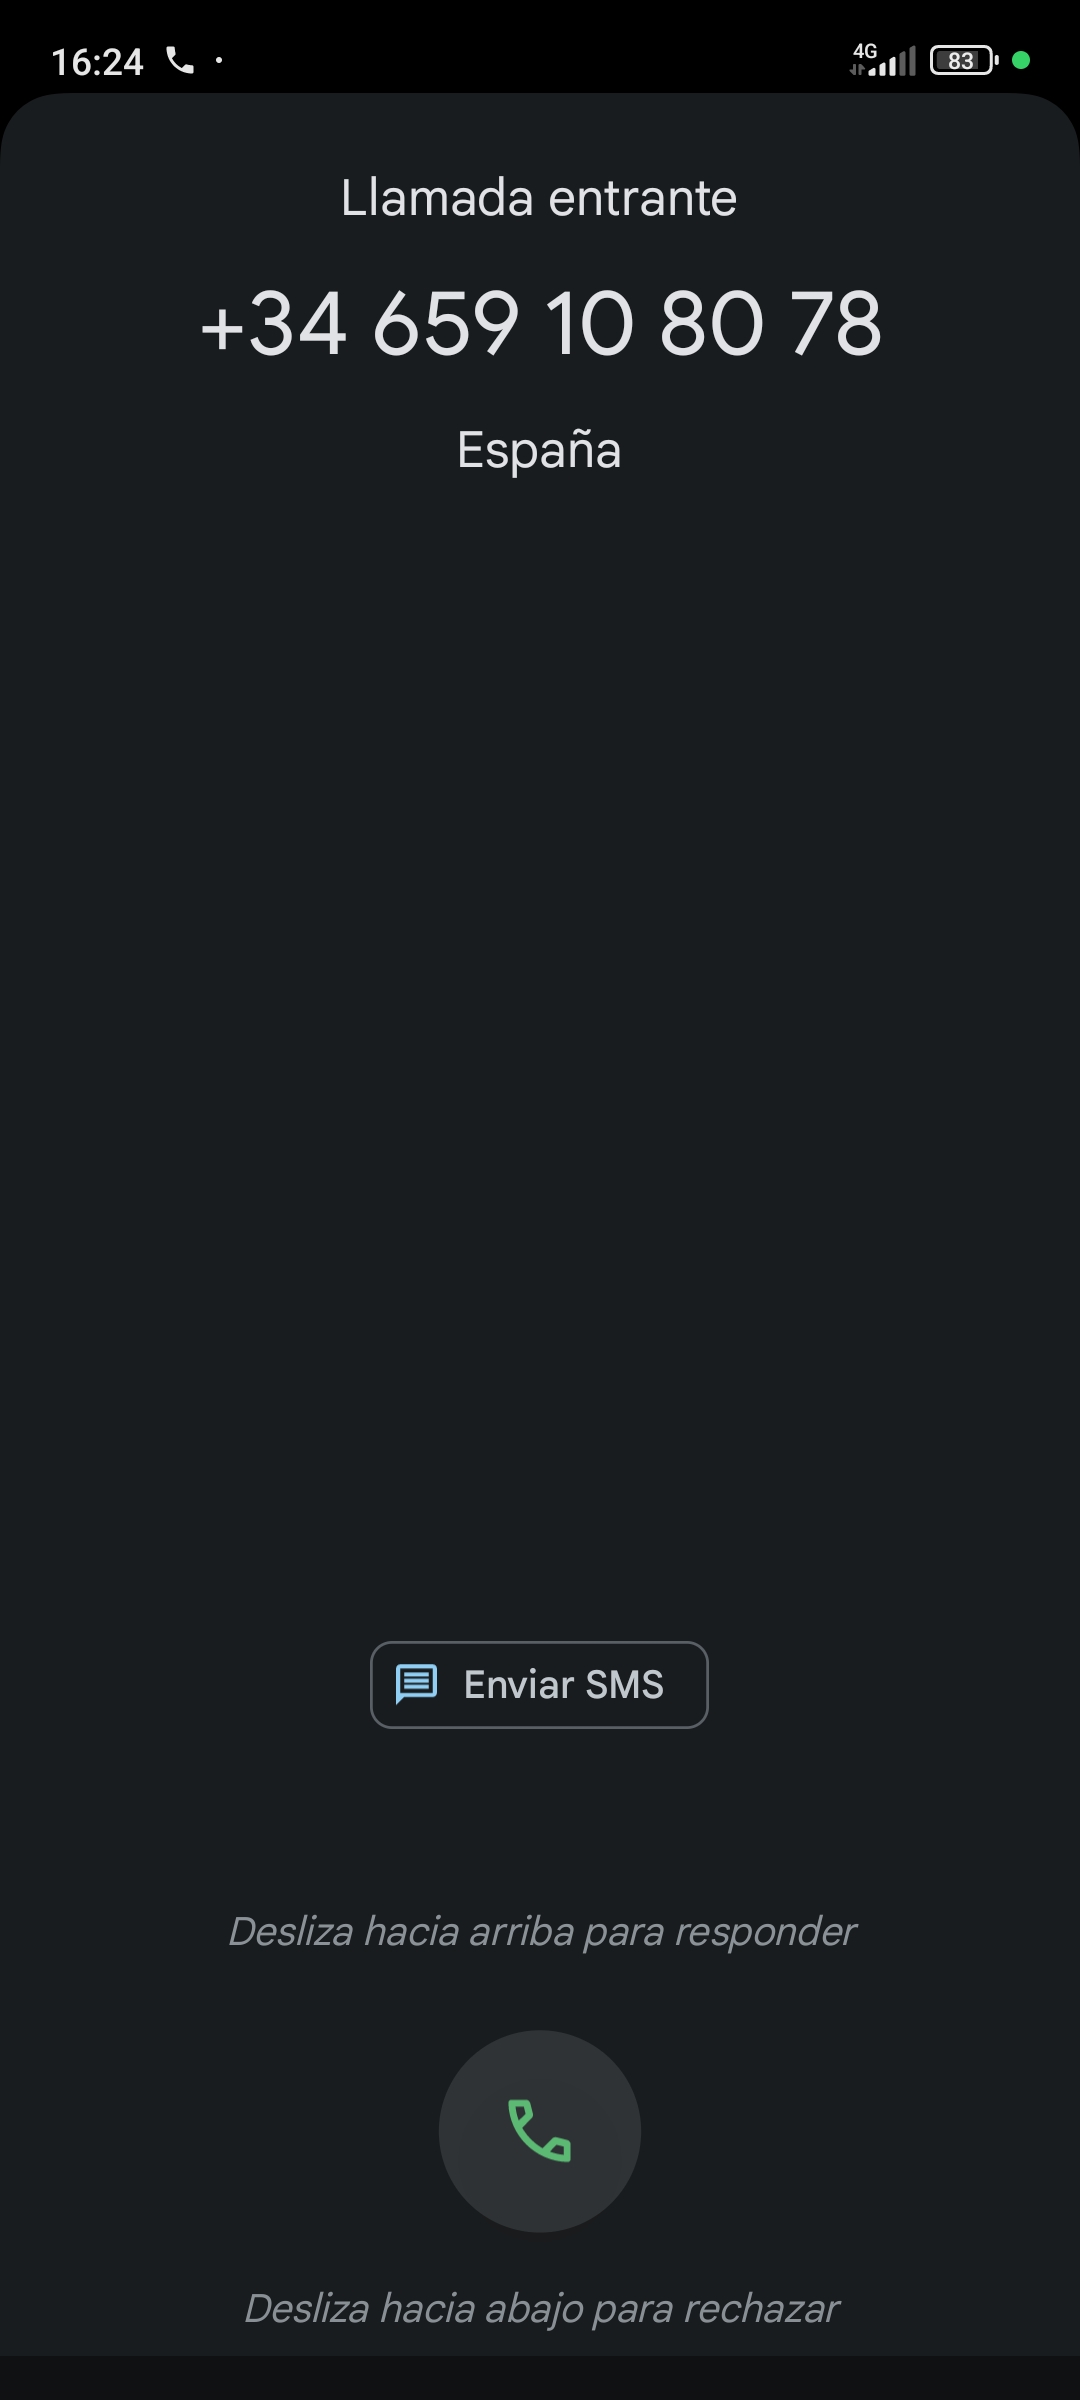 16:24
4G
83
Llamada entrante
+34 659 10 80 78
España
Enviar SMS
Desliza hacia arriba para responder
Desliza hacia abajo para rechazar